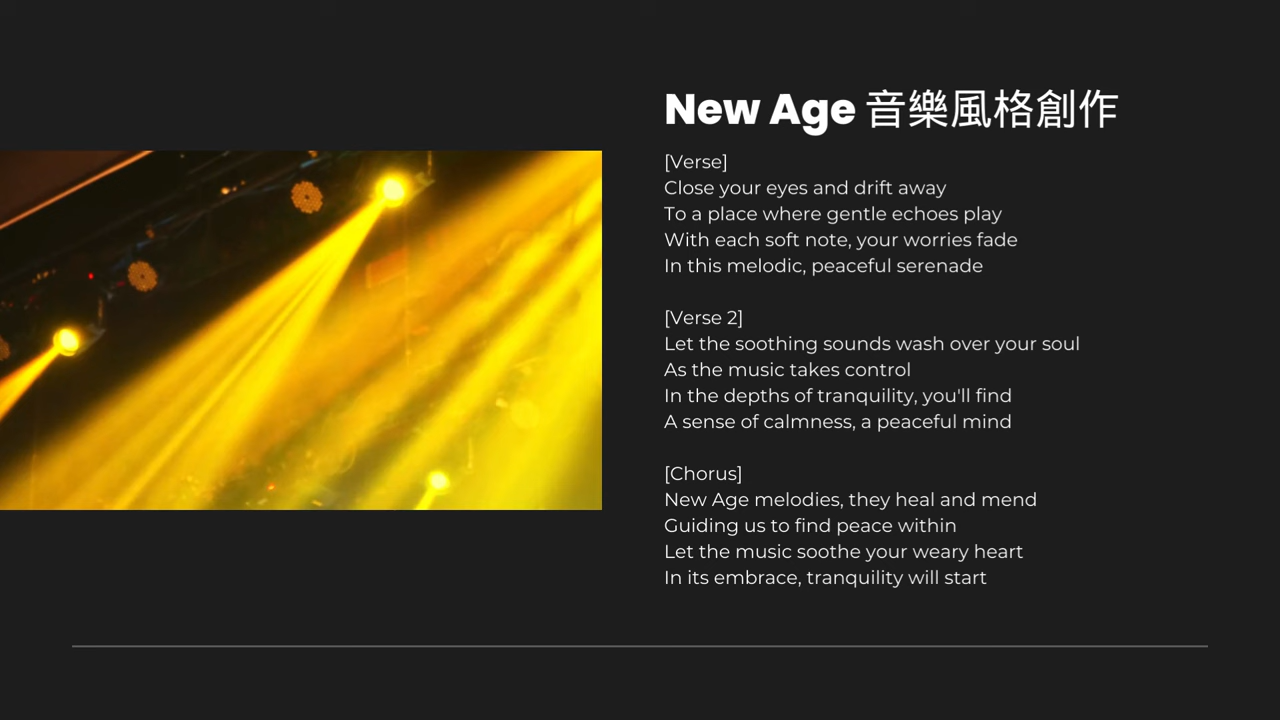 New Age 音樂風格創作
[Verse]
Close your eyes and drift away
To a place where gentle echoes play
With each soft note, your worries fade
In this melodic, peaceful serenade
[Verse 2]
Let the soothing sounds wash over your soul
As the music takes control
In the depths of tranquility, you'll find
A sense of calmness, a peaceful mind
[Chorus]
New Age melodies, they heal and mend
Guiding us to find peace within
Let the music soothe your weary heart
In its embrace, tranquility will start